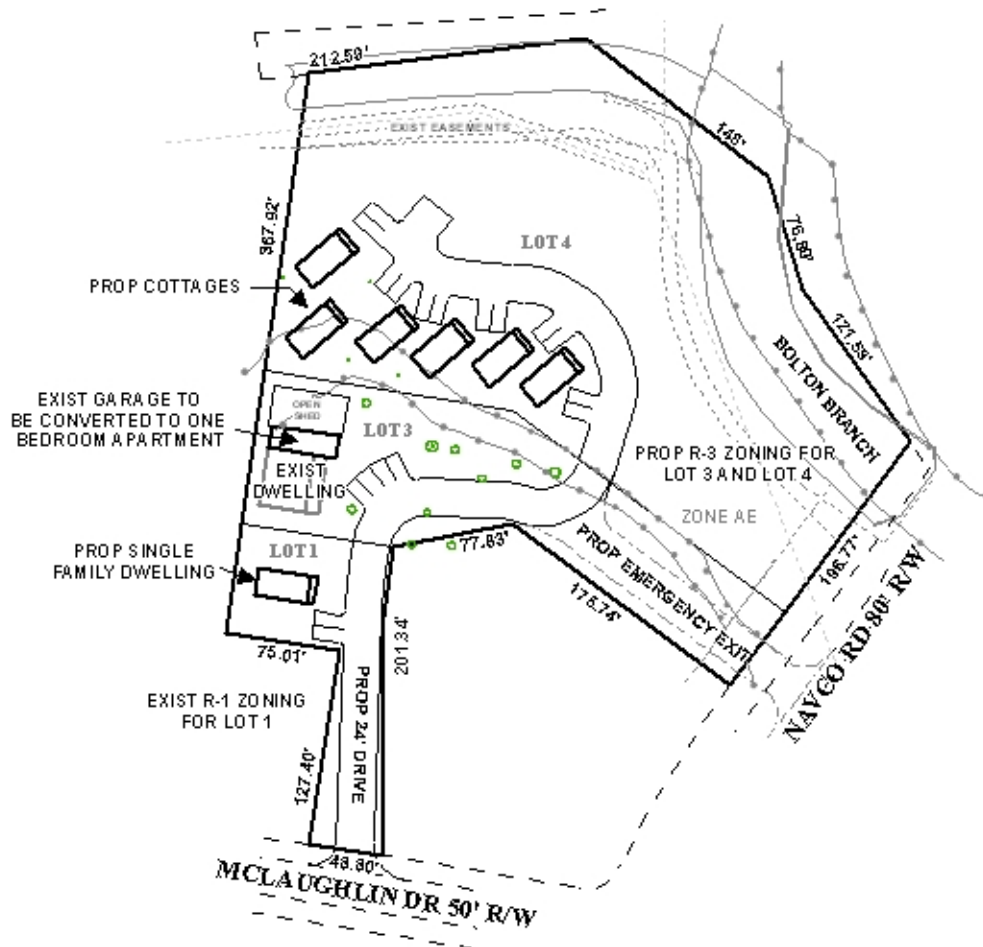 212.59'
EXIST EASEMENTS
148'
367.92'
LOT 4
76.80'
PROP COTTAGES
121.59'
BOLTON BRANCH
EXIST GARAGE TO
BE CONVERTED TO ONE
BEDROOM APARTMENT
OPEN
SHED
LOT 3
EXIST
DWELLING
PROP R-3 ZONING FOR
LOT 3 AND LOT 4
ZONE AE
LOT 1
77.83'
PROP SINGLE
FAMILY DWELLING
PROP EMERGENCY EXIT
175.74'
196.77'
NAVCO RD 80' R/W
75.01'
201.34'
EXIST R-1 ZONING
FOR LOT 1
PROP 24' DRIVE
127.40'
48.80'
MCLAUGHLIN DR 50' R/W